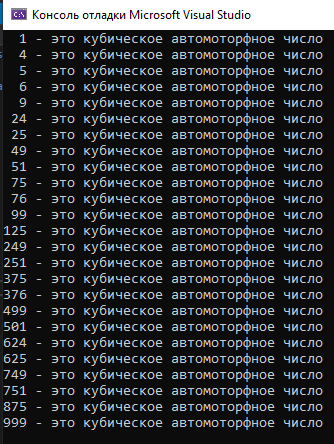 Консоль отладки Microsoft Visual Studio
1 - это кубическое автомоторфное число
4 - это кубическое автомоторфное число
5 - это кубическое автомоторфное число
6 - это кубическое автомоторфное число
9 - это кубическое автомоторфное число
24 - это кубическое автомоторфное число
25 - это кубическое автомоторфное число
49 - это кубическое автомоторфное число
51 - это кубическое автомоторфное число
75 - это кубическое автомоторфное число
76 - это кубическое автомоторфное число
99 - это кубическое автомоторфное число
125 - это кубическое автомоторфное число
249 - это кубическое автомоторфное число
251 - это кубическое автомоторфное число
375 - это кубическое автомоторфное число
376 - это кубическое автомоторфное число
499 - это кубическое автомоторфное число
501 - это кубическое автомоторфное число
624 - это кубическое автомоторфное число
625 - это кубическое автомоторфное число
749 - это кубическое автомоторфное число
751 - это кубическое автомоторфное число
875 - это кубическое автомоторфное число
999 - это кубическое автомоторфное число